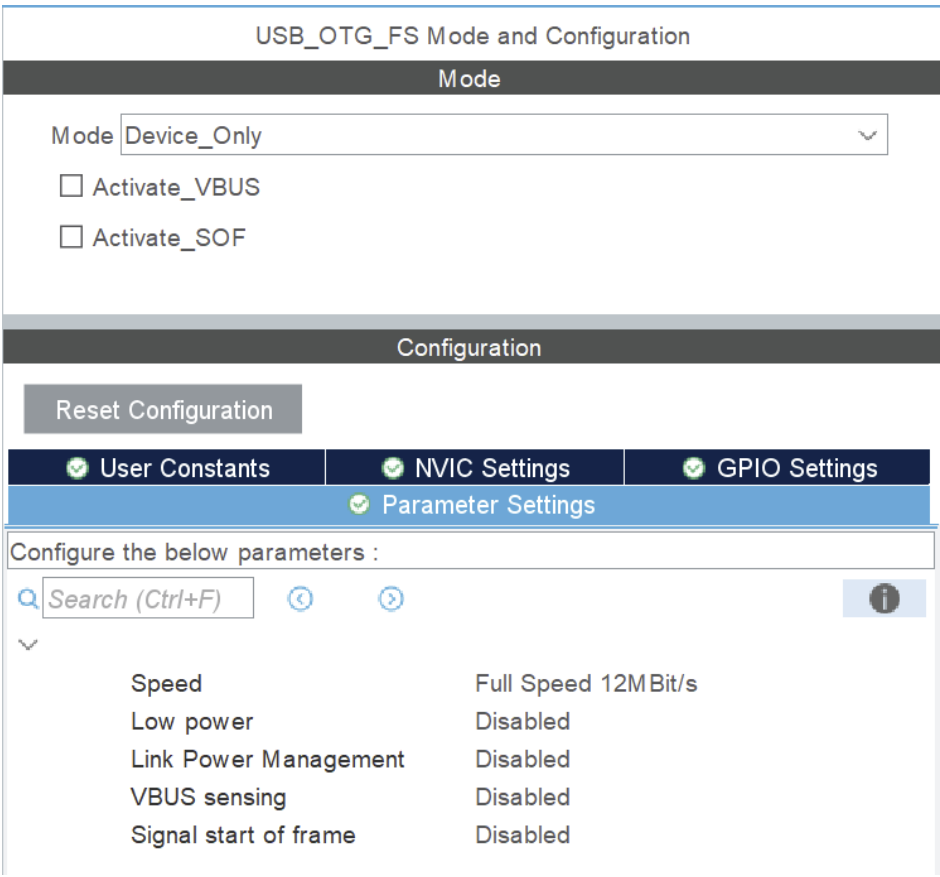 USB_OTG_FS Mode and Configuration
Mode
Mode Device_Only
Activate_VBUS
Activate_SOF
Configuration
Reset Configuration
User Constants NVIC Settings GPIO Settings
Parameter Settings
Configure the below parameters :
Search (Ctrl+F)
Speed Full Speed 12MBit/s
Low power Disabled
Link Power Management Disabled
VBUS sensing Disabled
Signal start of frame Disabled